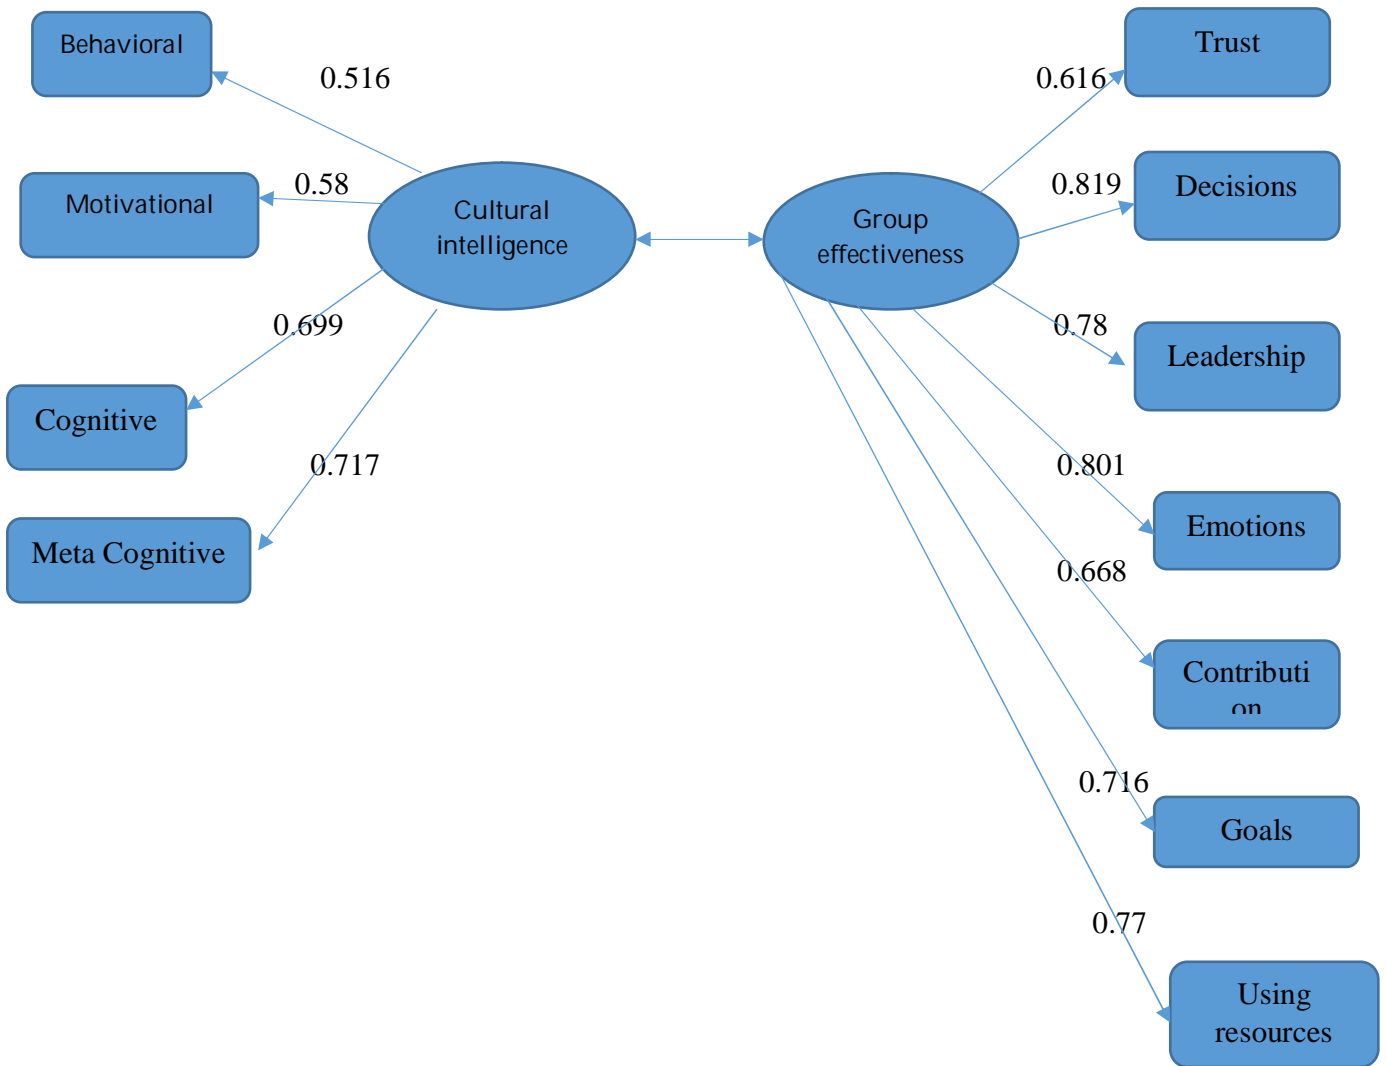 Behavioral
0.516
Motivational
0.58
Cultural
intelligence
0.699
Cognitive
0.717
Meta Cognitive
Group
effectiveness
Trust
0.616
Decisions
0.819
Leadership
0.78
Emotions
0.801
Contributi
on
0.668
Goals
0.716
Using
resources
0.77